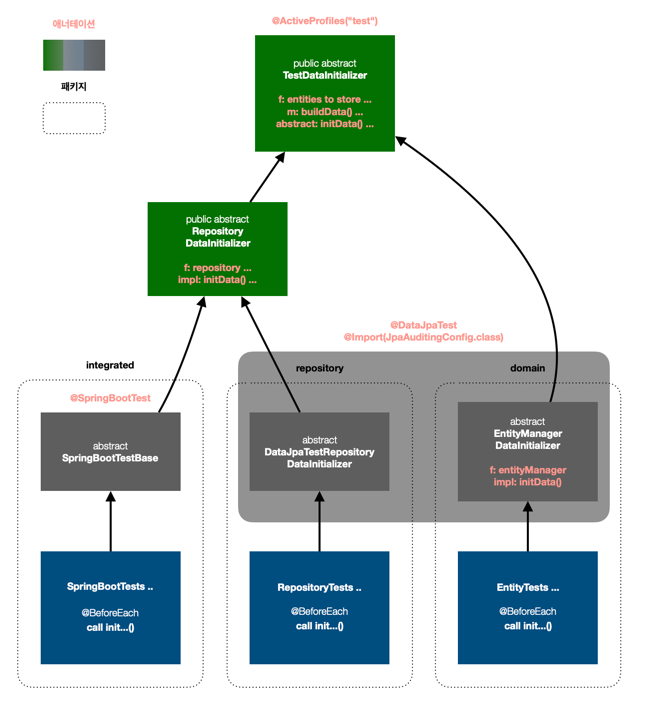 애너테이션
패키지
@ActiveProfiles("test")
public abstract
TestDataInitializer
f: entities to store ...
m: buildData() ...
abstract: initData() ...
public abstract
Repository
DataInitializer
f: repository ...
impl: initData() ...
@DataJpaTest
@Import(JpaAuditingConfig.class)
integrated
@SpringBootTest
abstract
SpringBootTestBase
SpringBootTests ..
@BeforeEach
call init...()
repository
abstract
DataJpaTestRepository
DataInitializer
RepositoryTests ..
@BeforeEach
call init...()
domain
abstract
EntityManager
DataInitializer
f: entityManager
impl: initData()
EntityTests ...
@BeforeEach
call init...()